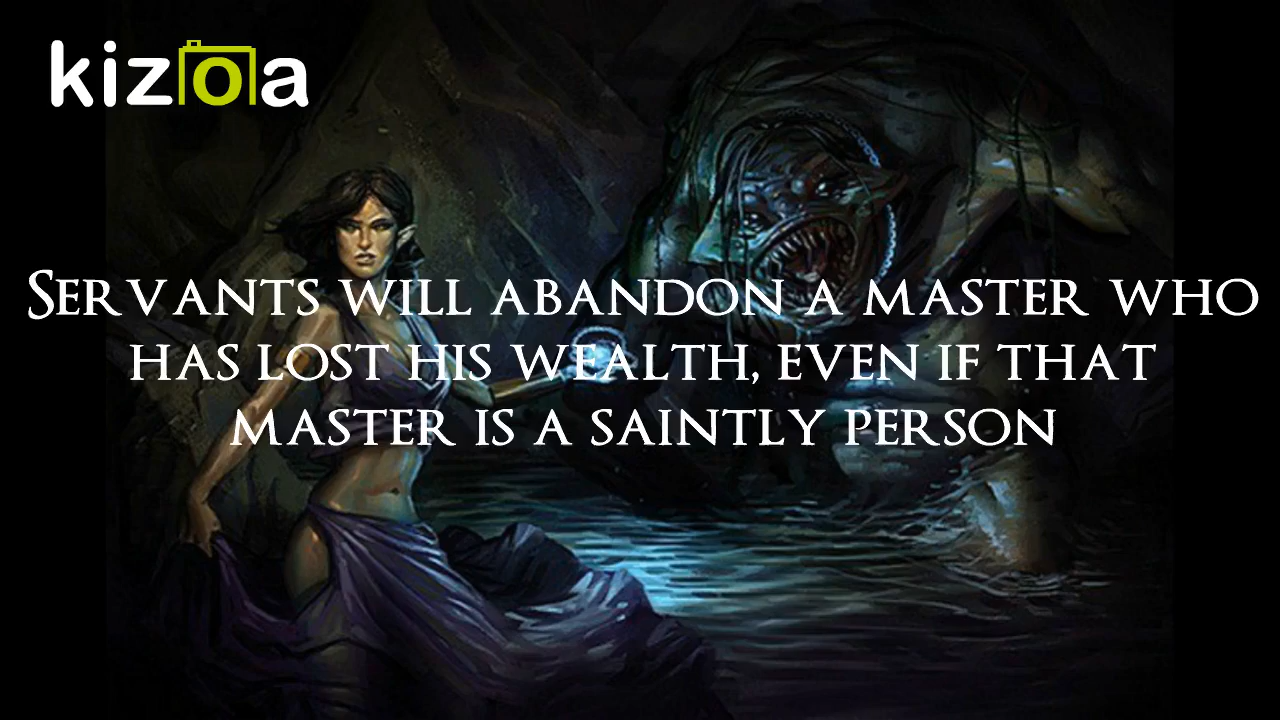 kizoa
Servants will abandon a master who
has lost his wealth, even if that
master is a saintly person